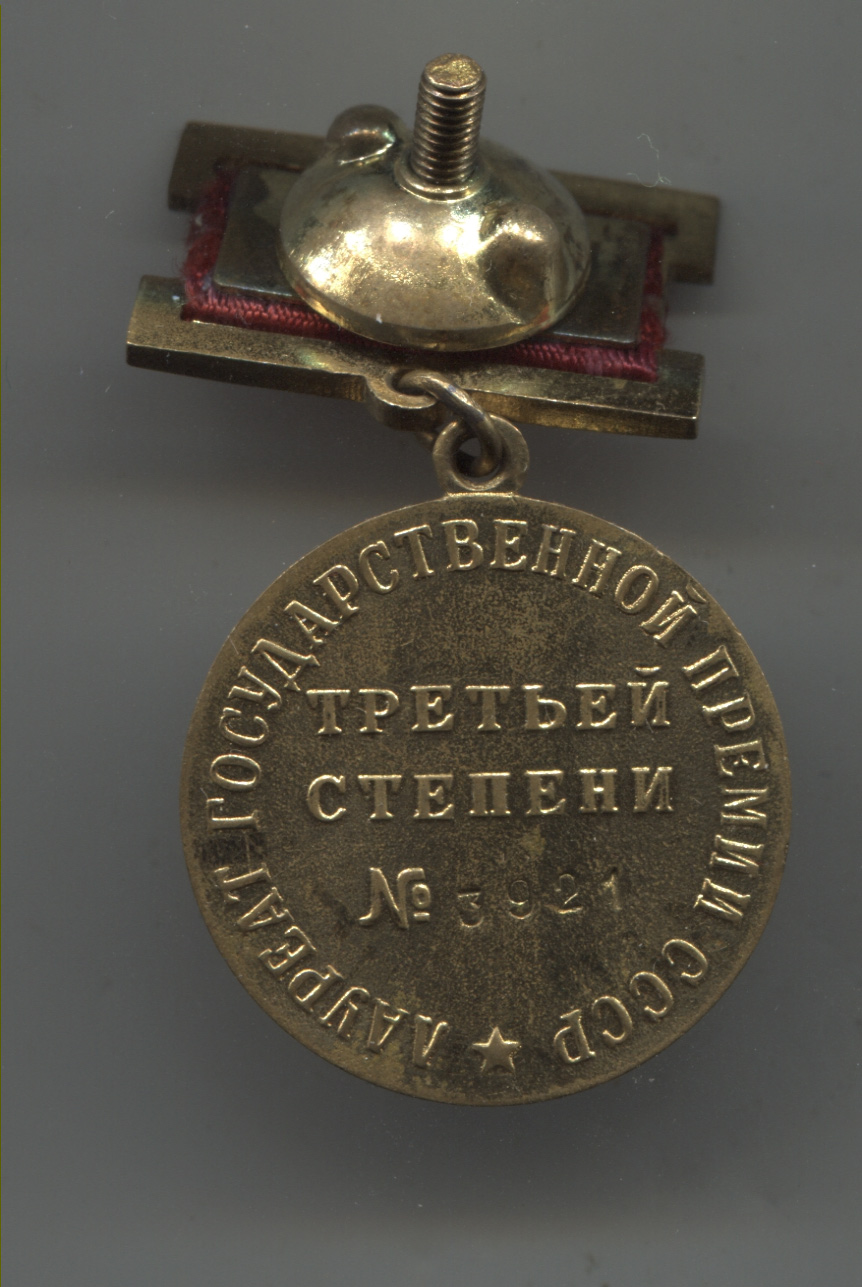 ЛАУРЕАТ ГОСУДАРСТВЕННОЙ ПРЕМИИ СССР
ТРЕТЬЕЙ
СТЕПЕНИ
№ 3921